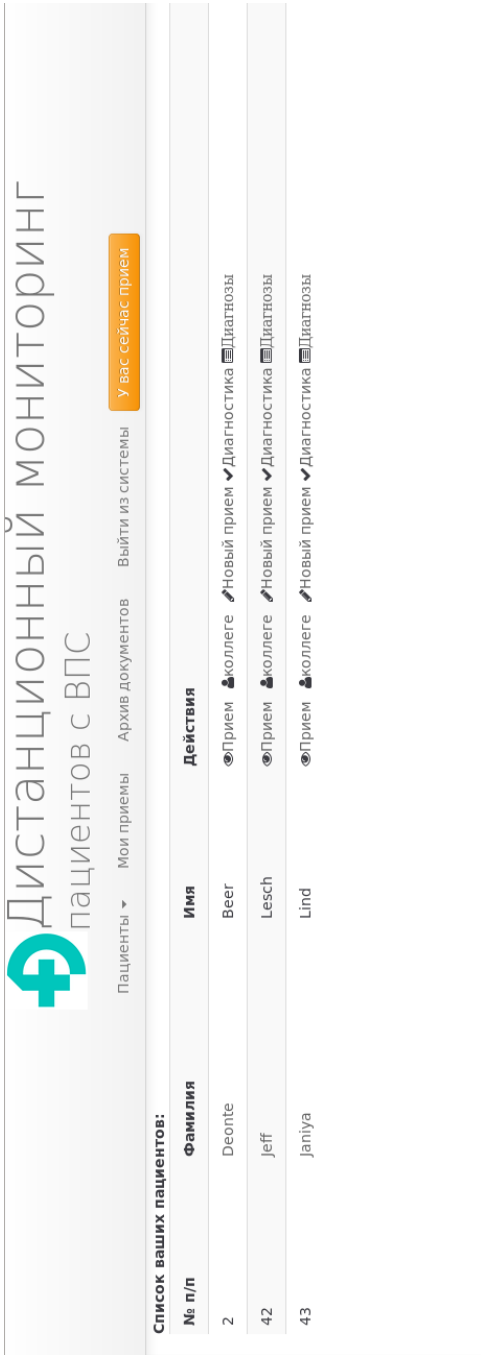 Дистанционный мониторинг
пациентов с ВПС
Пациенты Мои приемы Архив документов Выйти из системы У вас сейчас прием
Список ваших пациентов:
№ п/п Фамилия Имя Действия
2 Deonte Beer Прием коллеге Новый прием Диагностика Диагнозы
42 Jeff Lesch Прием коллеге Новый прием Диагностика Диагнозы
43 Janiya Lind Прием коллеге Новый прием Диагностика Диагнозы